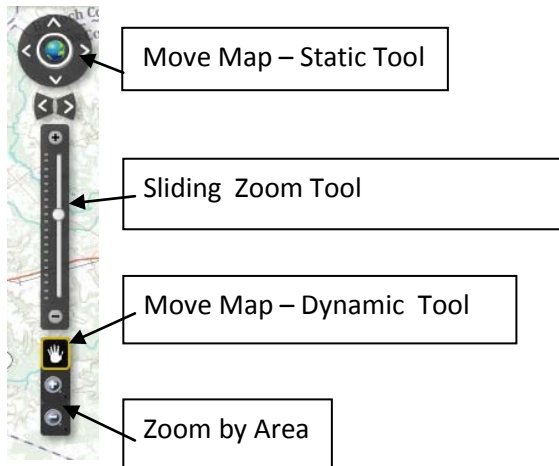 Move Map – Static Tool
Sliding Zoom Tool
Move Map – Dynamic Tool
Zoom by Area